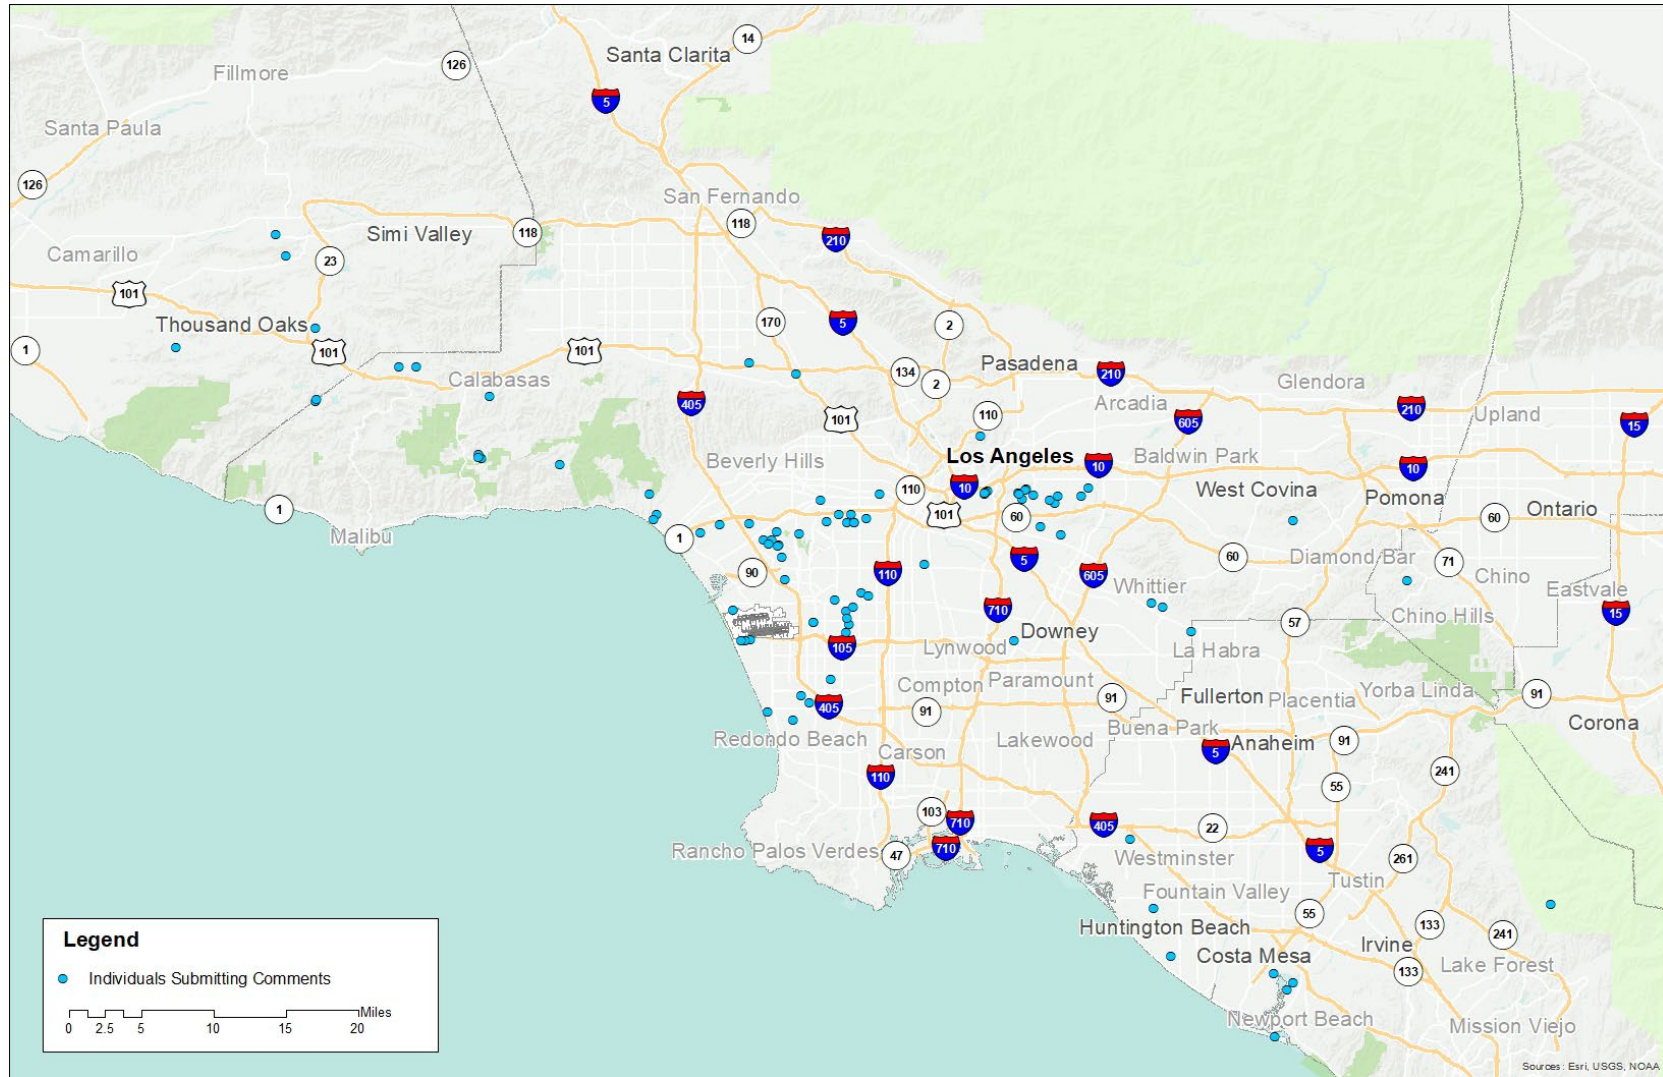 Santa Clarita
14
126
Fillmore
5
Santa Paula
126
San Fernando
118
Simi Valley
118
210
Camarillo
23
101
Thousand Oaks
170
5
2
1
101
101
Pasadena
134
2
210
Glendora
Calabasas
405
Arcadia
210
Upland
110
101
605
15
Los Angeles
Beverly Hills
10
Baldwin Park
10
110
10
West Covina
Pomona
1
101
60
60
Ontario
Malibu
1
5
60
Diamond Bar
71
90
110
605
Whittier
Chino
Eastvale
710
Chino Hills
15
57
Downey
105
Lynwood
La Habra
Compton
Paramount
Fullerton
Placentia
Yorba Linda
91
405
91
91
Corona
Redondo Beach
Carson
Lakewood
Buena Park
5
Anaheim
91
110
241
55
103
710
405
22
Rancho Palos Verdes
47
710
Westminster
5
261
Tustin
Fountain Valley
55
Huntington Beach
133
241
Costa Mesa
Irvine
133
Lake Forest
Newport Beach
Mission Viejo
Legend
Individuals Submitting Comments
Miles
0 2.5 5 10 15 20
Sources: Esri, USGS, NOAA